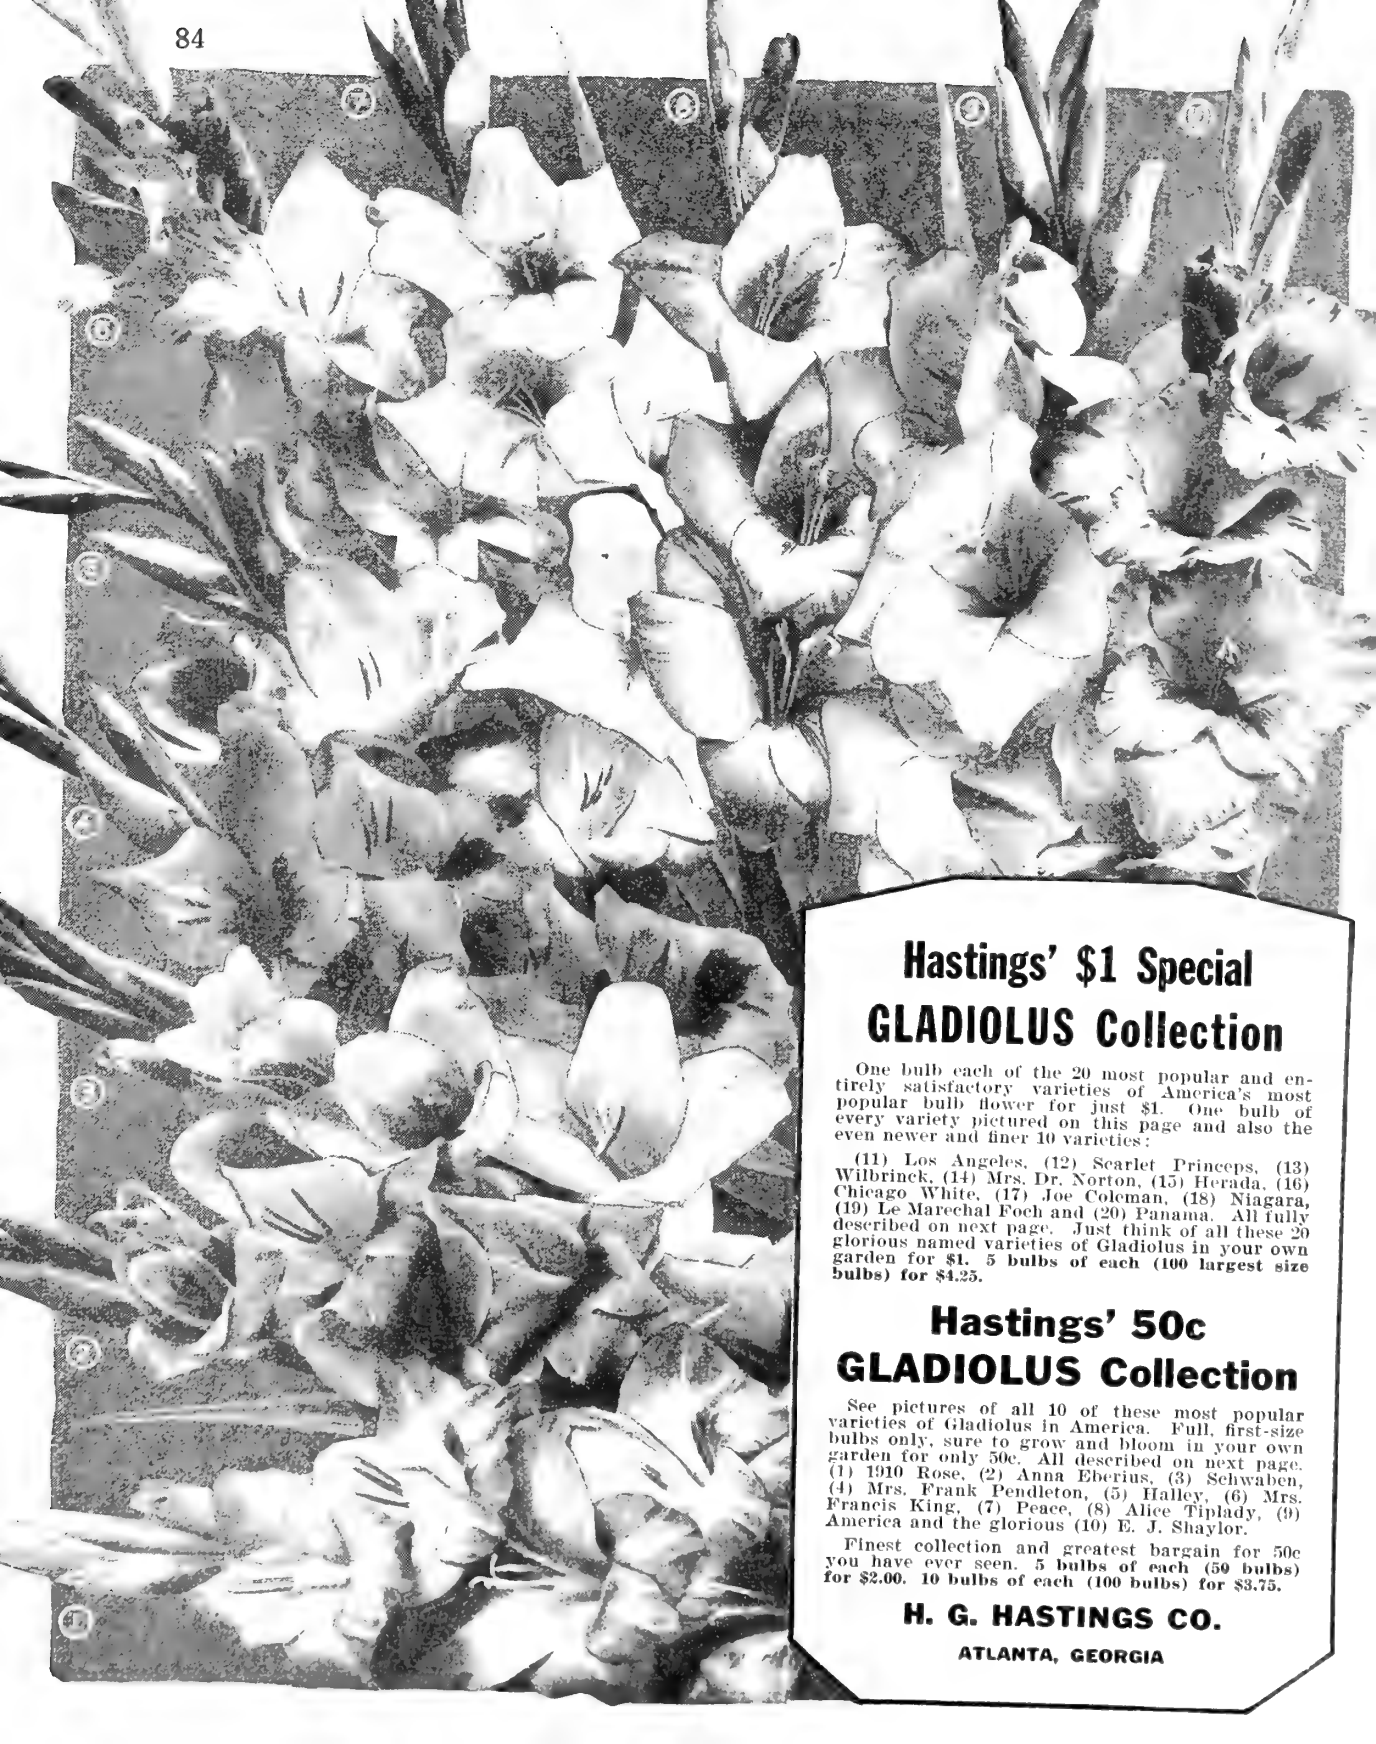 84
7
8
9
10
6
5
4
3
2
1
Hastings' $1 Special
GLADIOLUS Collection
One bulb each of the 20 most popular and en-
tirely satisfactory varieties of America's most
popular bulb flower for just $1. One bulb of
every variety pictured on this page and also the
even newer and finer 10 varieties:
(11) Los Angeles, (12) Scarlet Princeps, (13)
Wilbrinck, (14) Mrs. Dr. Norton, (15) Herada, (16)
Chicago White, (17) Joe Coleman, (18) Niagara,
(19) Le Marechal Foch and (20) Panama. All fully
described on next page. Just think of all these 20
glorious named varieties of Gladiolus in your own
garden for $1. 5 bulbs of each (100 largest size
bulbs) for $4.25.
Hastings' 50c
GLADIOLUS Collection
See pictures of all 10 of these most popular
varieties of Gladiolus in America. Full, first-size
bulbs only, sure to grow and bloom in your own
garden for only 50c. All described on next page.
(1) 1910 Rose, (2) Anna Eberius, (3) Schwaben,
(4) Mrs. Frank Pendleton, (5) Halley, (6) Mrs.
Francis King, (7) Peace, (8) Alice Tiplady, (9)
America and the glorious (10) E. J. Shaylor.
Finest collection and greatest bargain for 50c
you have ever seen. 5 bulbs of each (50 bulbs)
for $2.00. 10 bulbs of each (100 bulbs) for $3.75.
H. G. HASTINGS CO.
ATLANTA, GEORGIA